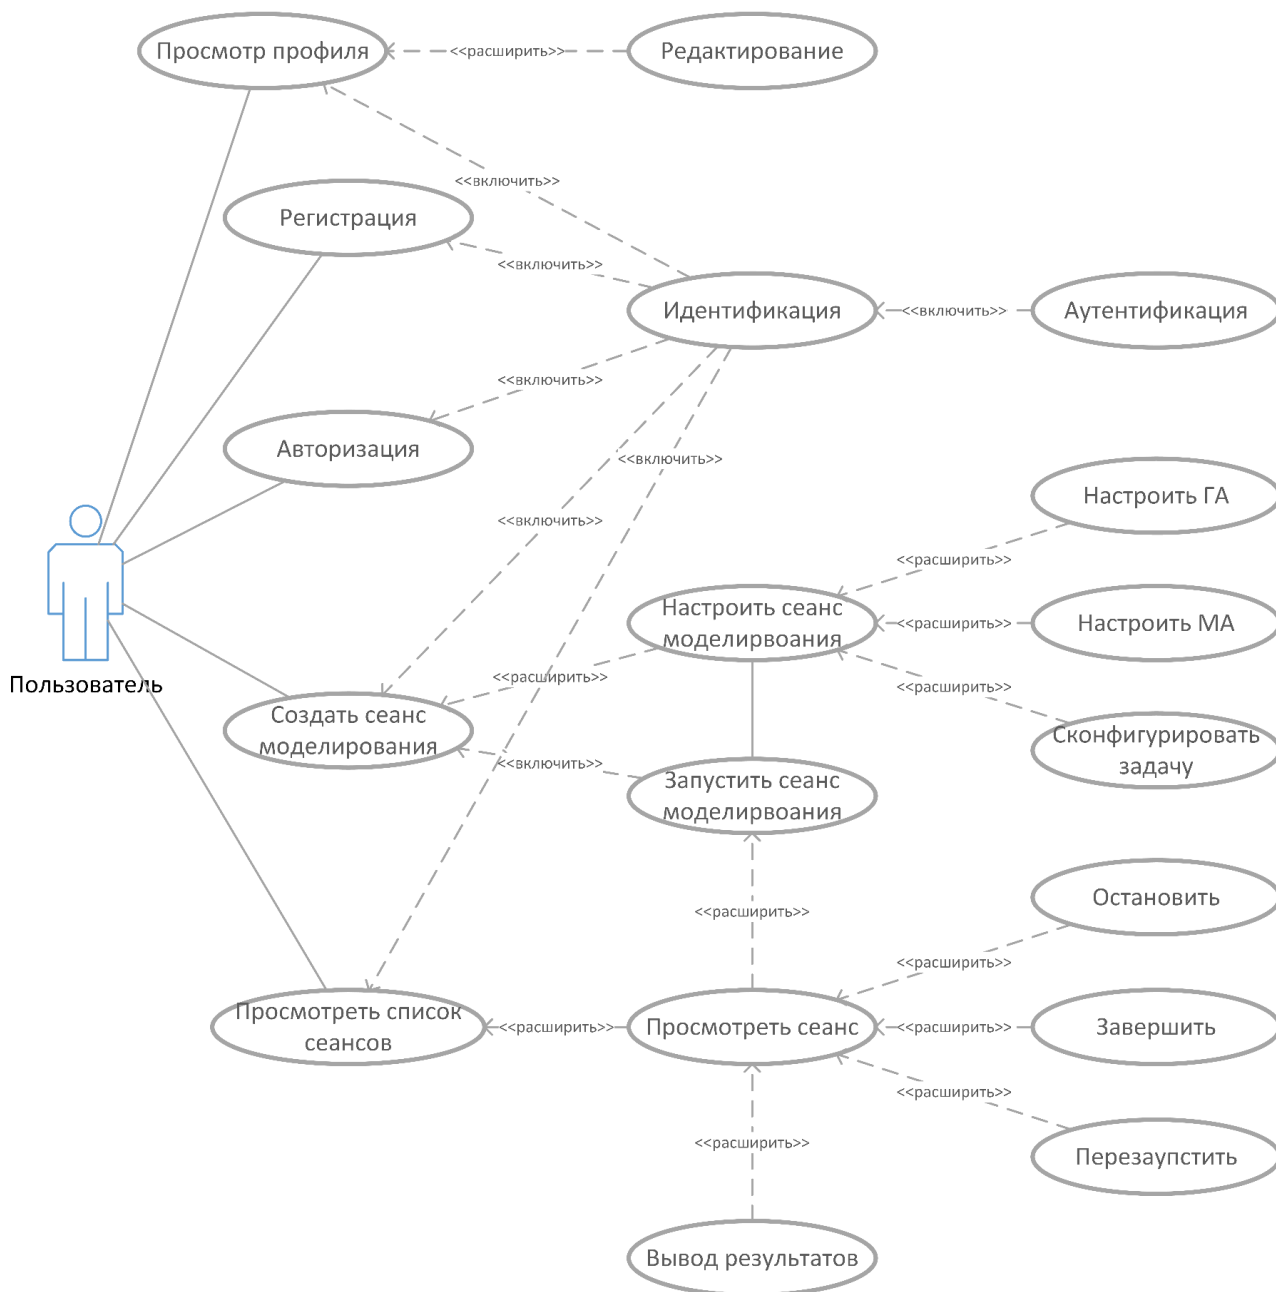 Просмотр профиля
<<расширить>>
Редактирование
<<включить>>
Регистрация
<<включить>>
Идентификация
<<включить>>
Аутентификация
<<включить>>
Авторизация
<<включить>>
Настроить ГА
<<включить>>
<<расширить>>
Настроить сеанс
моделирвоания
<<расширить>>
Настроить МА
Пользователь
<<расширить>>
<<расширить>>
Создать сеанс
моделирования
Сконфигурировать
задачу
<<включить>>
Запустить сеанс
моделирвоания
<<расширить>>
Остановить
<<расширить>>
Просмотреть список
сеансов
<<расширить>>
Просмотреть сеанс
<<расширить>>
Завершить
<<расширить>>
<<расширить>>
Перезаупстить
Вывод результатов